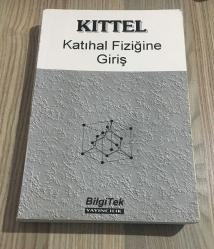 KITTEL
Katıhal Fiziğine
Giriş
BilgiTek
YAYINCILIK